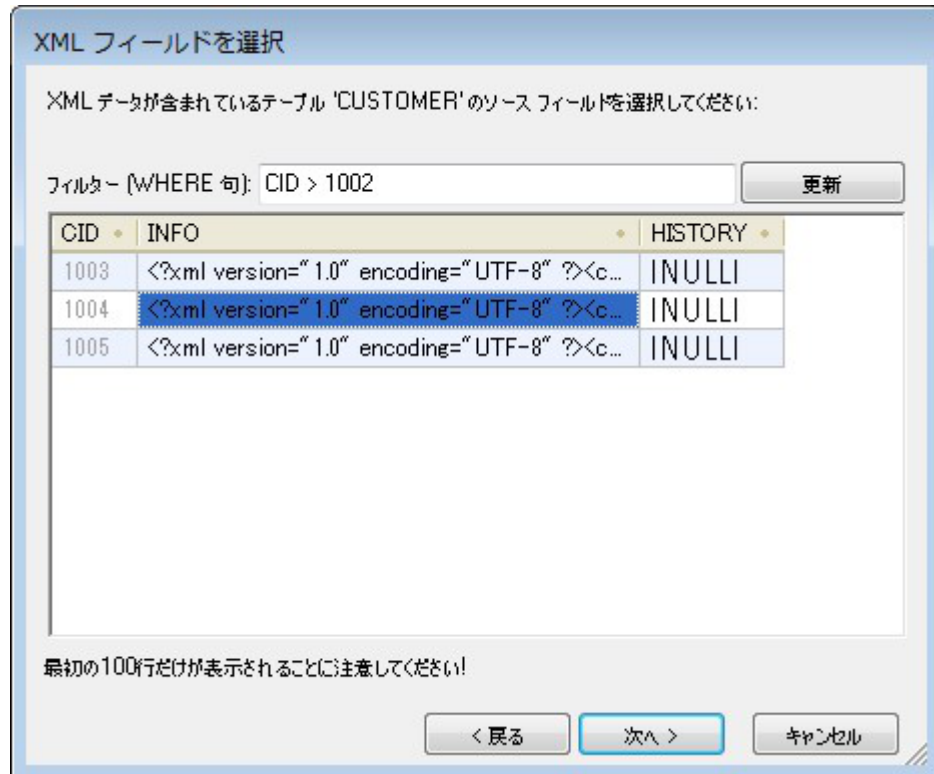 XML フィールドを選択
XML データが含まれているテーブル 'CUSTOMER' のソース フィールドを選択してください:
フィルター (WHERE 句): CID > 1002 更新
CID INFO HISTORY
1003 <?xml version="1.0" encoding="UTF-8" ?><c... [NULL]
1004 <?xml version="1.0" encoding="UTF-8" ?><c... [NULL]
1005 <?xml version="1.0" encoding="UTF-8" ?><c... [NULL]
最初の100行だけが表示されることに注意してください!
< 戻る 次へ > キャンセル